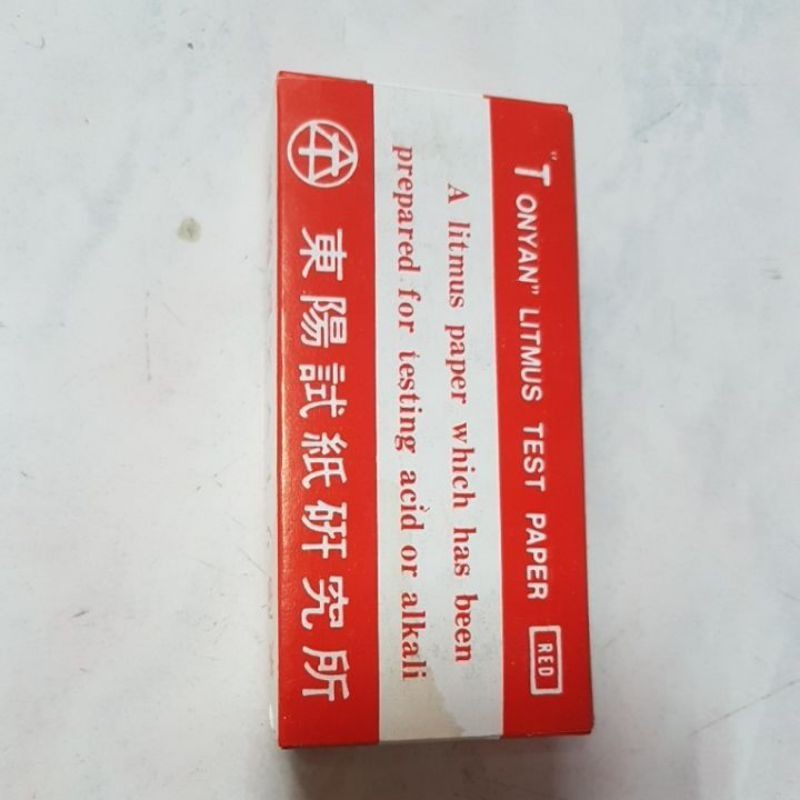 "TONYAN" LITMUS TEST PAPER RED
A litmus paper which has been
prepared for testing acid or alkali
東陽試紙研究所